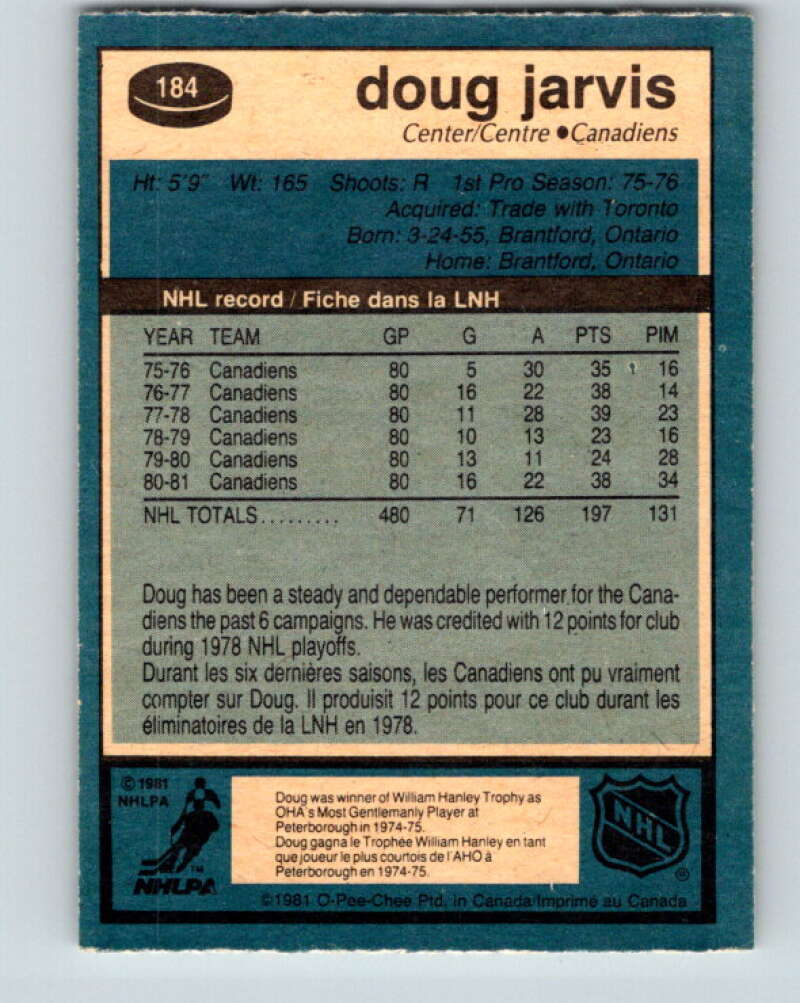 184
doug jarvis
Center/Centre ●Canadiens
Ht: 5'9" Wt: 165 Shoots: R 1st Pro Season: 75-76
Acquired: Trade with Toronto
Born: 3-24-55, Brantford, Ontario
Home: Brantford, Ontario
NHL record / Fiche dans la LNH
YEAR TEAM GP G A PTS PIM
75-76 Canadiens 80 5 30 35 16
76-77 Canadiens 80 16 22 38 14
77-78 Canadiens 80 11 28 39 23
78-79 Canadiens 80 10 13 23 16
79-80 Canadiens 80 13 11 24 28
80-81 Canadiens 80 16 22 38 34
NHL TOTALS......... 480 71 126 197 131
Doug has been a steady and dependable performer for the Cana-
diens the past 6 campaigns. He was credited with 12 points for club
during 1978 NHL playoffs.
Durant les six dernières saisons, les Canadiens ont pu vraiment
compter sur Doug. Il produisit 12 points pour ce club durant les
éliminatoires de la LNH en 1978.
© 1981
NHLPA
™
NHLPA
Doug was winner of William Hanley Trophy as
OHA's Most Gentlemanly Player at
Peterborough in 1974-75.
Doug gagna le Trophée William Hanley en tant
que joueur le plus courtois de l'AHO à
Peterborough en 1974-75.
NHL
®
©1981 O-Pee-Chee Ptd. in Canada/Imprimé au Canada